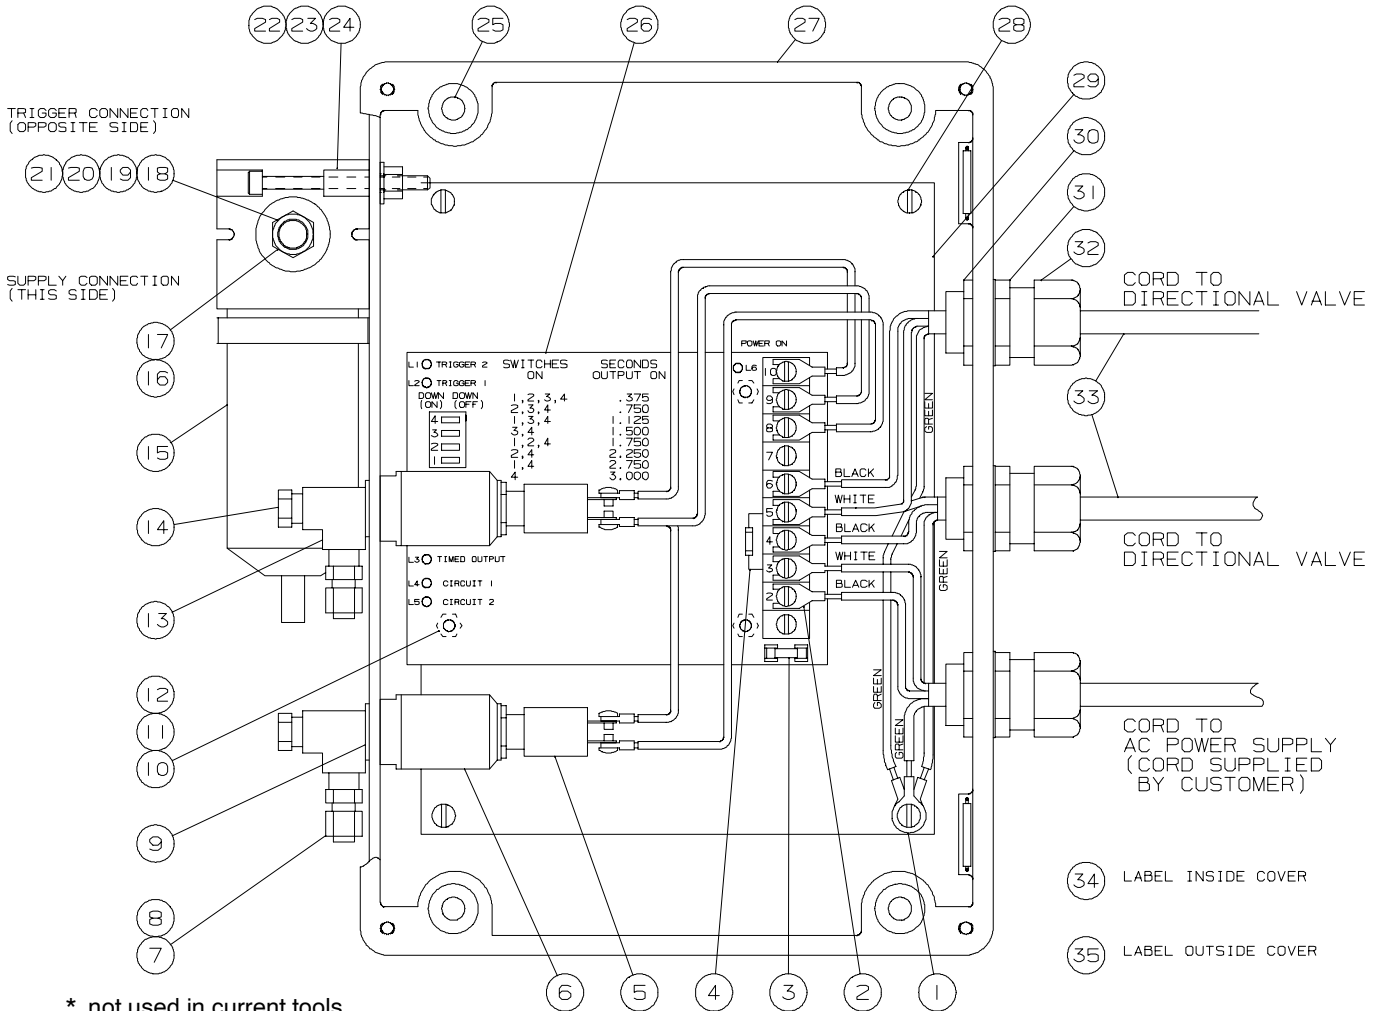 22 23 24 25 26 27 28
29
TRIGGER CONNECTION
(OPPOSITE SIDE)
30
21 20 19 18
31
32
SUPPLY CONNECTION
(THIS SIDE)
CORD TO
DIRECTIONAL VALVE
17
16
POWER ON
L1 TRIGGER 2
L2 TRIGGER 1
DOWN DOWN
(ON) (OFF)
4
3
2
1
SWITCHES SECONDS
ON OUTPUT ON
1,2,3,4 .375
2,3,4 .750
1,3,4 1.125
3,4 1.500
1,2,4 1.750
2,4 2.250
1,4 2.750
4 3.000
L6
10
9
8
7
6 BLACK
5 WHITE
4 BLACK
3 WHITE
2 BLACK
GREEN
33
15
14
CORD TO
DIRECTIONAL VALVE
L3 TIMED OUTPUT
L4 CIRCUIT 1
L5 CIRCUIT 2
GREEN
13
GREEN
GREEN
12
11
10
CORD TO
AC POWER SUPPLY
(CORD SUPPLIED
BY CUSTOMER)
9
34 LABEL INSIDE COVER
8
7
35 LABEL OUTSIDE COVER
6 5 4 3 2 1
* not used in current tools